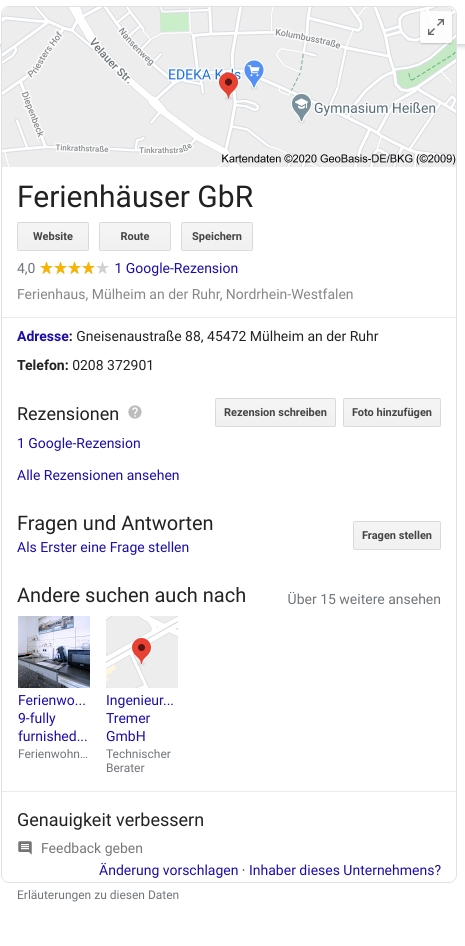 Kolumbusstraße
Nansenweg
Priesters Hof
Velauer Str.
EDEKA K
Gymnasium Heißen
Diepenbeck
Tinkrathstraße
Tinkrathstraße
Kartendaten ©2020 GeoBasis-DE/BKG (©2009)
Ferienhäuser GbR
Website Route Speichern
4,0 1 Google-Rezension
Ferienhaus, Mülheim an der Ruhr, Nordrhein-Westfalen
Adresse: Gneisenaustraße 88, 45472 Mülheim an der Ruhr
Telefon: 0208 372901
Rezensionen ? Rezension schreiben Foto hinzufügen
1 Google-Rezension
Alle Rezensionen ansehen
Fragen und Antworten
Fragen stellen
Als Erster eine Frage stellen
Andere suchen auch nach Über 15 weitere ansehen
Ferienwo... Ingenieur...
9-fully Tremer
furnished... GmbH
Ferienwohn... Technischer
Berater
Genauigkeit verbessern
Feedback geben
Änderung vorschlagen · Inhaber dieses Unternehmens?
Erläuterungen zu diesen Daten